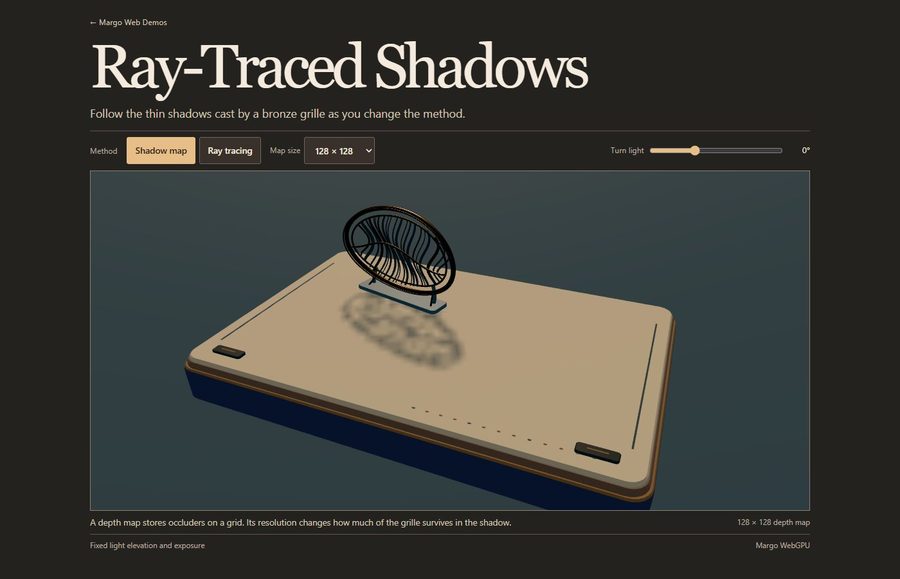 ← Margo Web Demos
Ray-Traced Shadows
Follow the thin shadows cast by a bronze grille as you change the method.
Method Shadow map Ray tracing Map size 128 × 128 Turn light 0°
A depth map stores occluders on a grid. Its resolution changes how much of the grille survives in the shadow. 128 × 128 depth map
Fixed light elevation and exposure Margo WebGPU